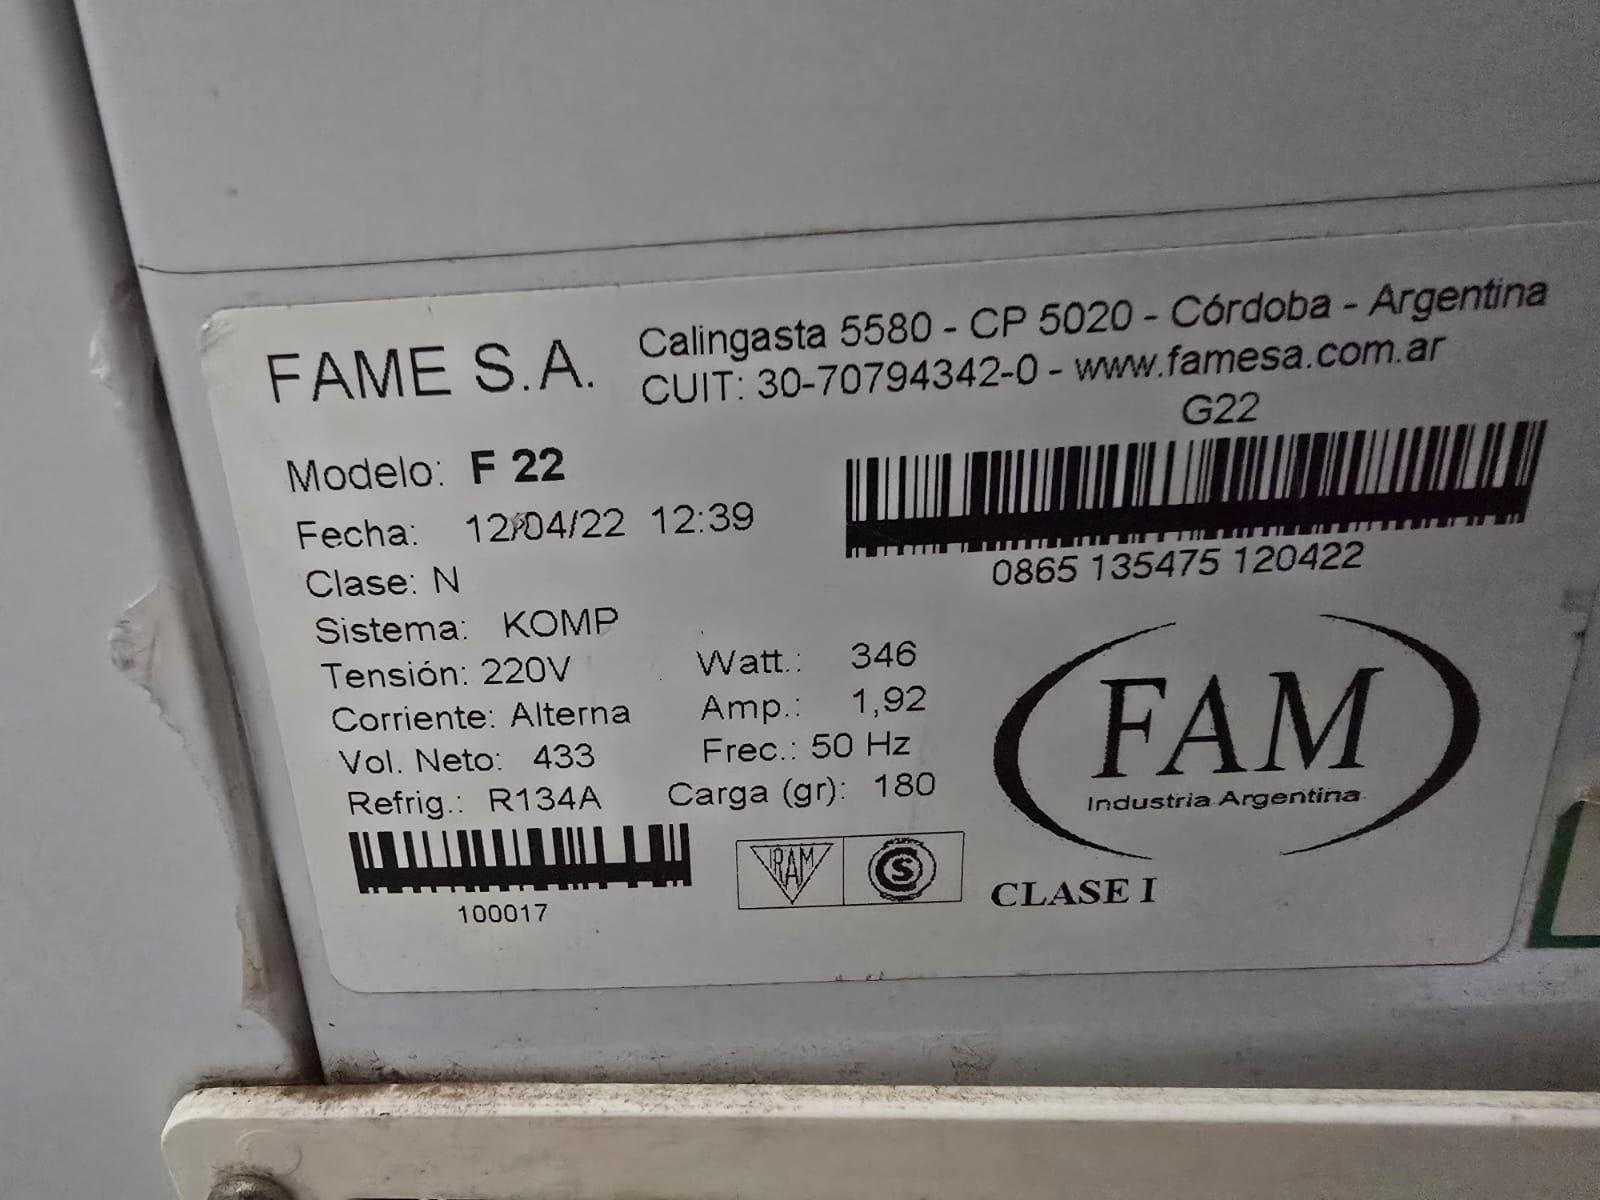 FAME S.A.
Calingasta 5580 - CP 5020 - Córdoba - Argentina
CUIT: 30-70794342-0 - www.famesa.com.ar
G22
Modelo: F 22
Fecha: 12/04/22 12:39
0865 135475 120422
Clase: N
Sistema: KOMP
Tensión: 220V Watt.: 346
Corriente: Alterna Amp.: 1,92
Vol. Neto: 433 Frec.: 50 Hz
Refrig.: R134A Carga (gr): 180
FAM
Industria Argentina
100017
IRAM
S
CLASE I